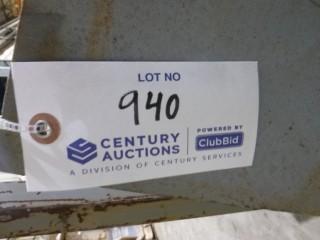 LOT NO
940
CENTURY AUCTIONS
POWERED BY
ClubBid
A DIVISION OF CENTURY SERVICES